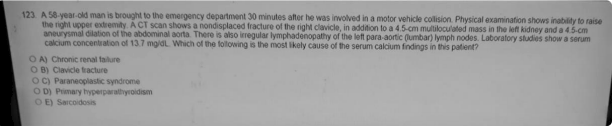 123. A 58-year-old man is brought to the emergency department 30 minutes after he was involved in a motor vehicle collision. Physical examination shows inability to raise
the right upper extremity. A CT scan shows a nondisplaced fracture of the right clavicle, in addition to a 4.5-cm multiloculated mass in the left kidney and a 4.5-cm
aneurysmal dilation of the abdominal aorta. There is also irregular lymphadenopathy of the left para-aortic (lumbar) lymph nodes. Laboratory studies show a serum
calcium concentration of 13.7 mg/dL. Which of the following is the most likely cause of the serum calcium findings in this patient?
A) Chronic renal failure
B) Clavicle fracture
C) Paraneoplastic syndrome
D) Primary hyperparathyroidism
E) Sarcoidosis